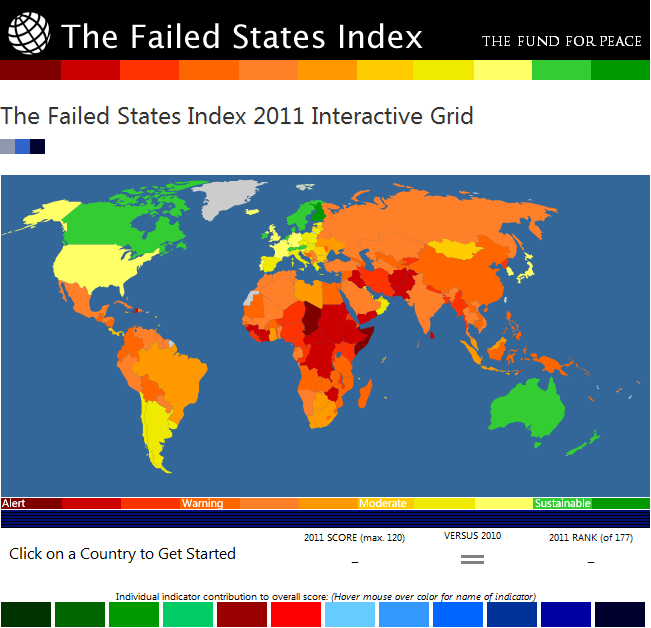 The Failed States Index
THE FUND FOR PEACE
The Failed States Index 2011 Interactive Grid
Alert Warning Moderate Sustainable
2011 SCORE (max. 120) VERSUS 2010 2011 RANK (of 177)
Click on a Country to Get Started
– = –
Individual indicator contribution to overall score: (Hover mouse over color for name of indicator)